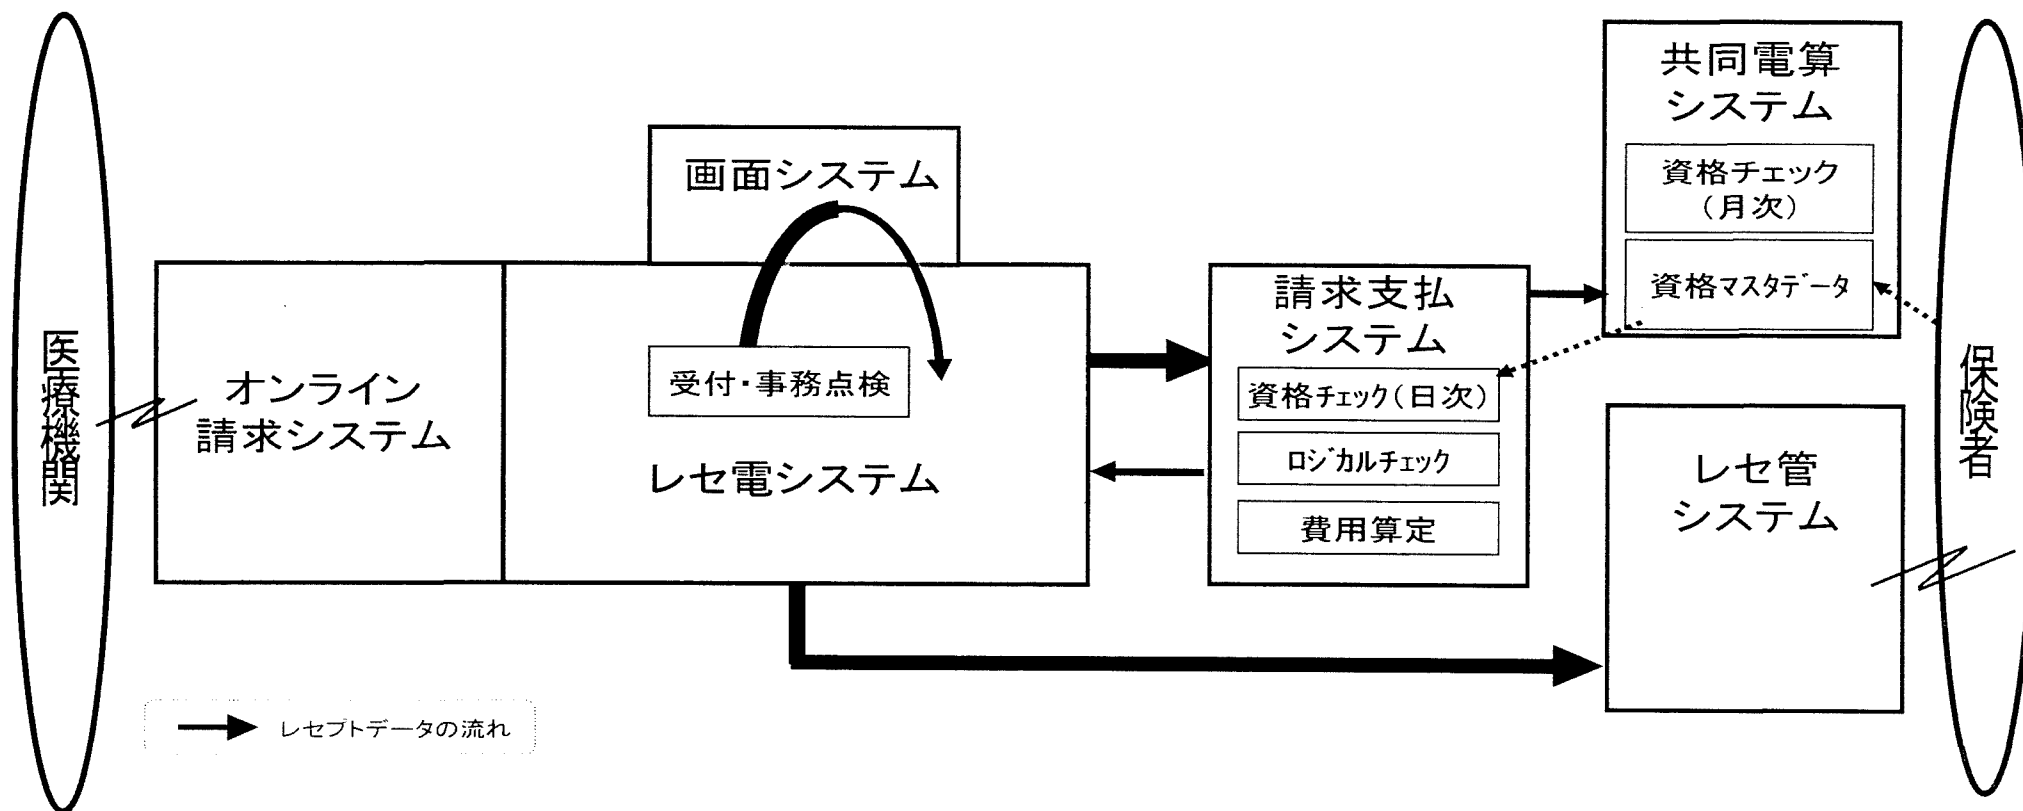 医療機関
オンライン
請求システム
画面システム
受付・事務点検
レセ電システム
請求支払
システム
資格チェック(日次)
ロジカルチェック
費用算定
共同電算
システム
資格チェック
(月次)
資格マスタデータ
レセ管
システム
保険者
レセプトデータの流れ